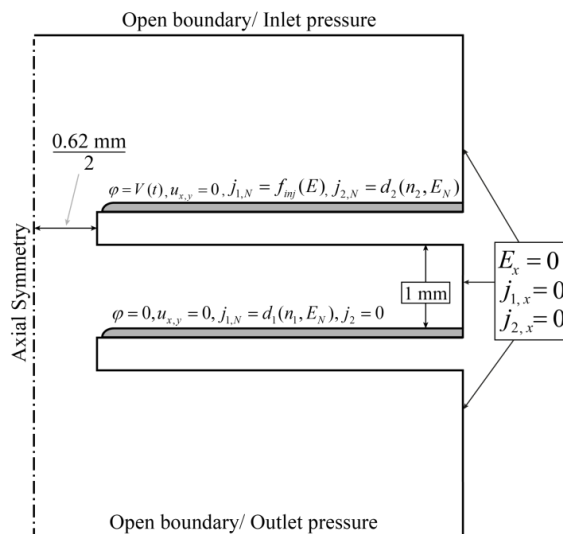 Open boundary/ Inlet pressure
0.62 mm
2
φ=V(t), u_{x,y}=0, j_{1,N}=f_{inj}(E), j_{2,N}=d_2(n_2,E_N)
Axial Symmetry
1 mm
E_x=0
j_{1,x}=0
j_{2,x}=0
φ=0, u_{x,y}=0, j_{1,N}=d_1(n_1,E_N), j_2=0
Open boundary/ Outlet pressure